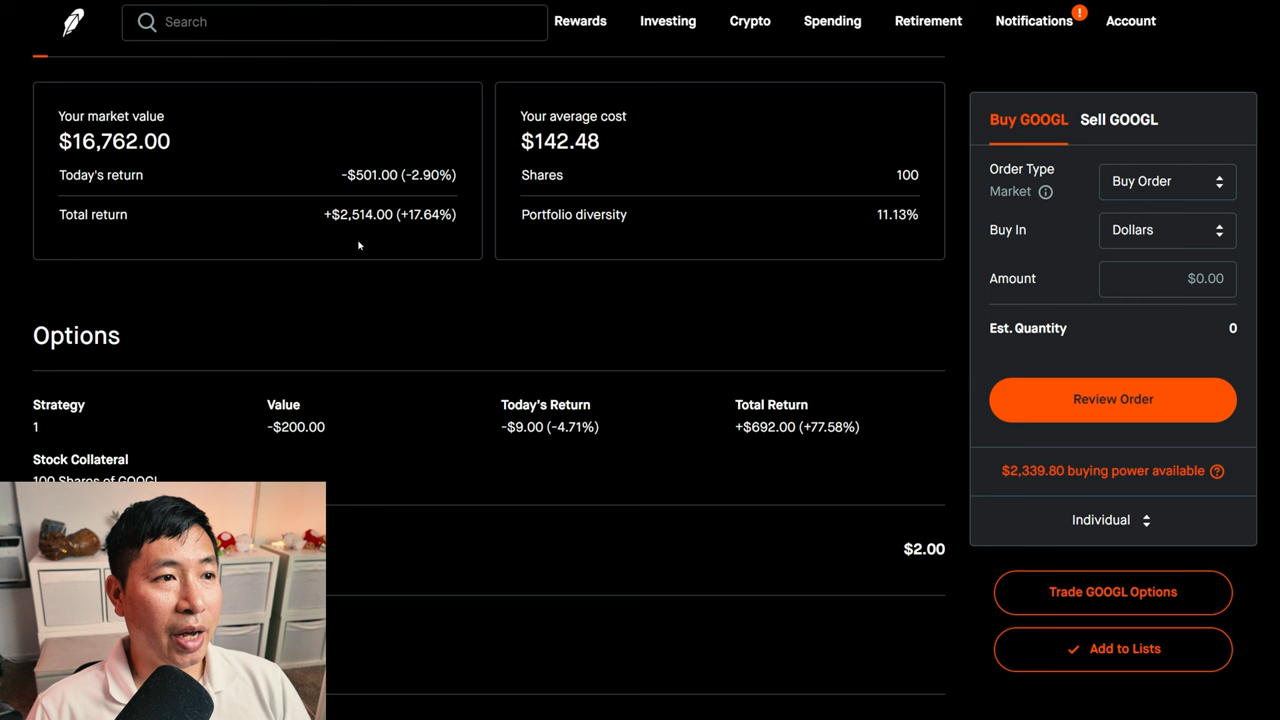 Search
Rewards
Investing
Crypto
Spending
Retirement
Notifications
!
Account
Your market value
$16,762.00
Today's return
-$501.00 (-2.90%)
Total return
+$2,514.00 (+17.64%)
Your average cost
$142.48
Shares
100
Portfolio diversity
11.13%
Options
Strategy
Value
Today's Return
Total Return
1
-$200.00
-$9.00 (-4.71%)
+$692.00 (+77.58%)
Stock Collateral
100 Shares of GOOGL
$2.00
Buy GOOGL
Sell GOOGL
Order Type
Market
Buy Order
Buy In
Dollars
Amount
$0.00
Est. Quantity
0
Review Order
$2,339.80 buying power available
Individual
Trade GOOGL Options
Add to Lists